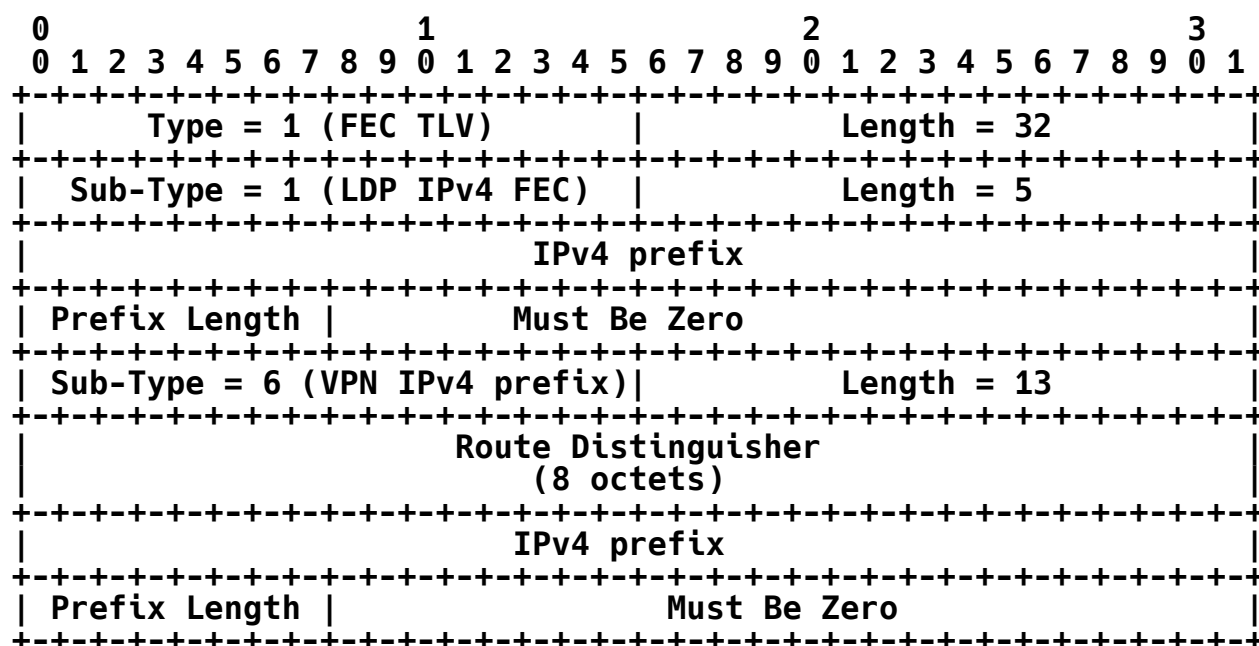 0 1 2 3
0 1 2 3 4 5 6 7 8 9 0 1 2 3 4 5 6 7 8 9 0 1 2 3 4 5 6 7 8 9 0 1
+-+-+-+-+-+-+-+-+-+-+-+-+-+-+-+-+-+-+-+-+-+-+-+-+-+-+-+-+-+-+-+-+
| Type = 1 (FEC TLV) | Length = 32 |
+-+-+-+-+-+-+-+-+-+-+-+-+-+-+-+-+-+-+-+-+-+-+-+-+-+-+-+-+-+-+-+-+
| Sub-Type = 1 (LDP IPv4 FEC) | Length = 5 |
+-+-+-+-+-+-+-+-+-+-+-+-+-+-+-+-+-+-+-+-+-+-+-+-+-+-+-+-+-+-+-+-+
| IPv4 prefix |
+-+-+-+-+-+-+-+-+-+-+-+-+-+-+-+-+-+-+-+-+-+-+-+-+-+-+-+-+-+-+-+-+
| Prefix Length | Must Be Zero |
+-+-+-+-+-+-+-+-+-+-+-+-+-+-+-+-+-+-+-+-+-+-+-+-+-+-+-+-+-+-+-+-+
| Sub-Type = 6 (VPN IPv4 prefix)| Length = 13 |
+-+-+-+-+-+-+-+-+-+-+-+-+-+-+-+-+-+-+-+-+-+-+-+-+-+-+-+-+-+-+-+-+
| Route Distinguisher |
| (8 octets) |
+-+-+-+-+-+-+-+-+-+-+-+-+-+-+-+-+-+-+-+-+-+-+-+-+-+-+-+-+-+-+-+-+
| IPv4 prefix |
+-+-+-+-+-+-+-+-+-+-+-+-+-+-+-+-+-+-+-+-+-+-+-+-+-+-+-+-+-+-+-+-+
| Prefix Length | Must Be Zero |
+-+-+-+-+-+-+-+-+-+-+-+-+-+-+-+-+-+-+-+-+-+-+-+-+-+-+-+-+-+-+-+-+